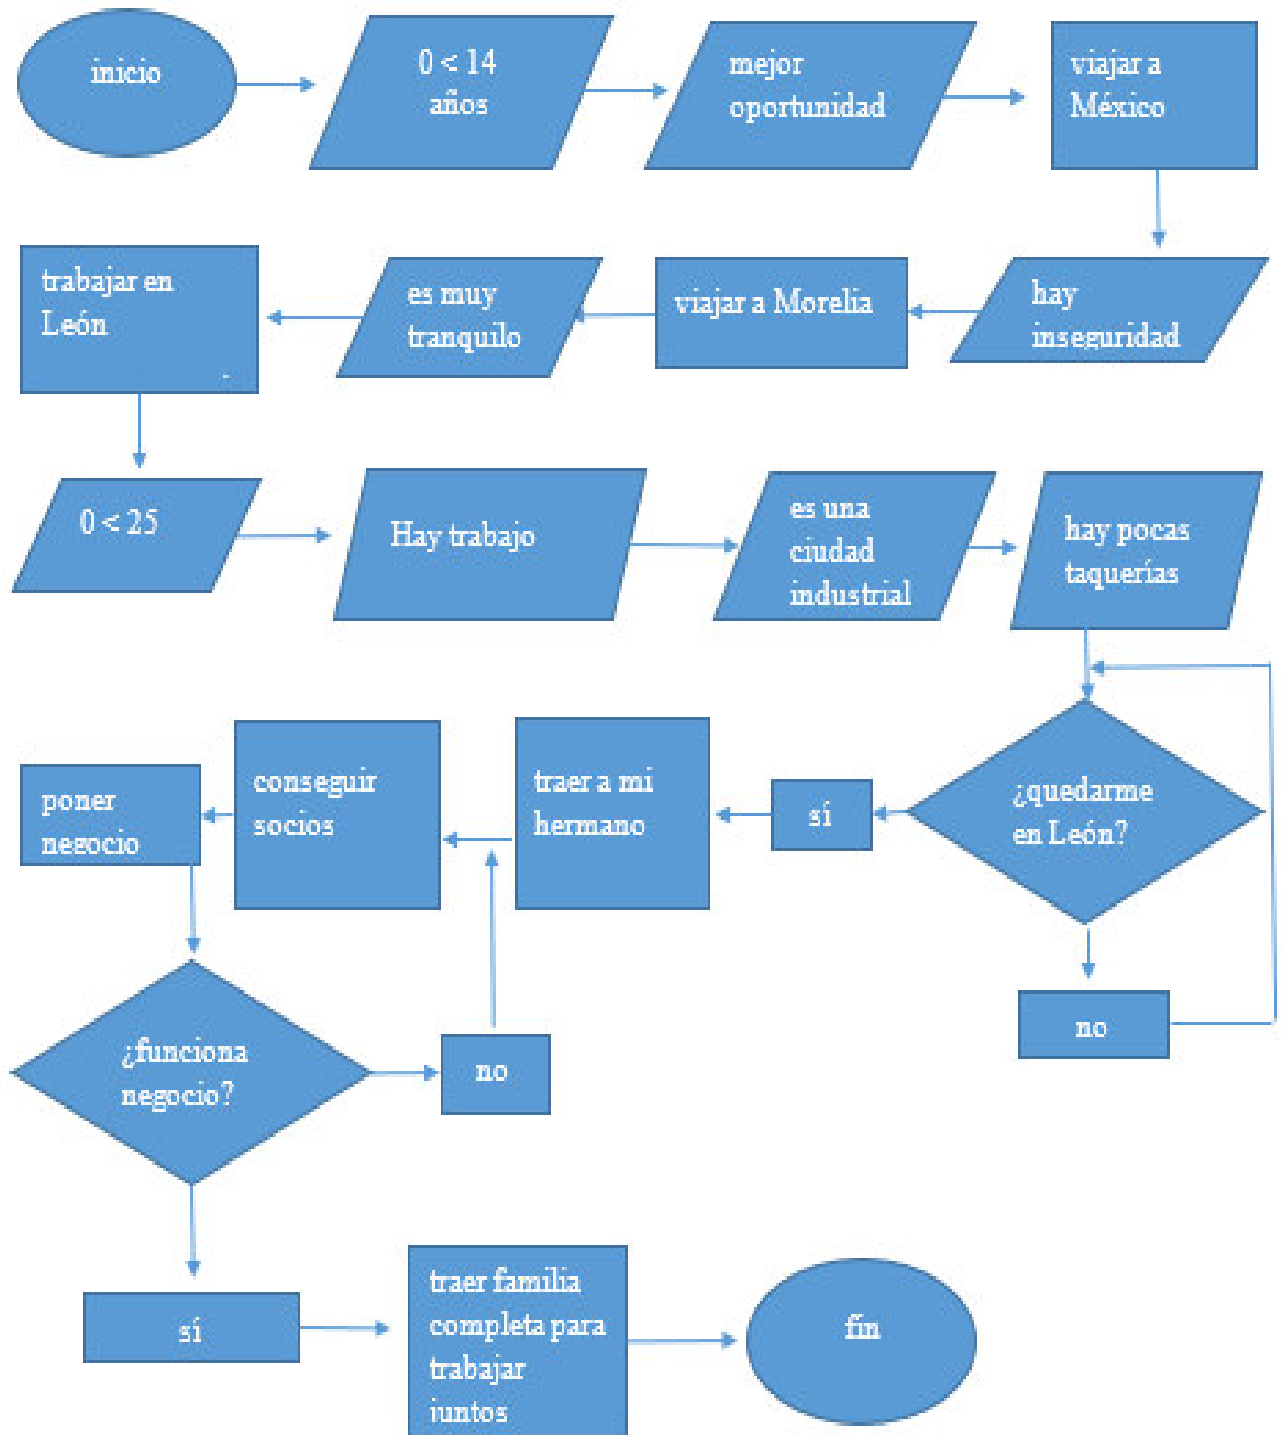 inicio
0 < 14
años
mejor
oportunidad
viajar a
México
hay
inseguridad
viajar a Morelia
es muy
tranquilo
trabajar en
León
0 < 25
Hay trabajo
es una
ciudad
industrial
hay pocas
taquerías
¿quedarme
en León?
no
sí
traer a mi
hermano
conseguir
socios
poner
negocio
¿funciona
negocio?
no
sí
traer familia
completa para
trabajar
juntos
fin